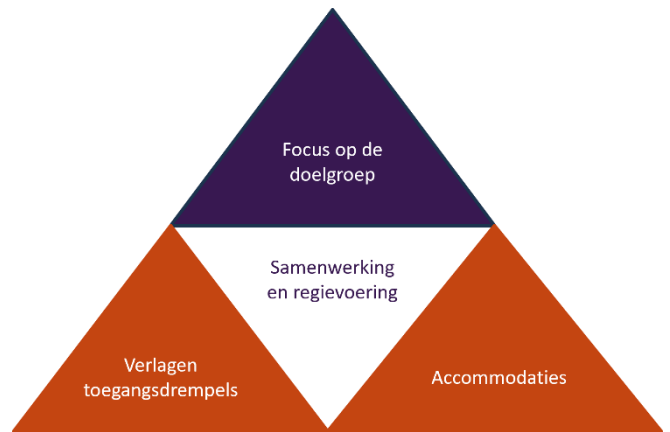 Focus op de
doelgroep
Samenwerking
en regievoering
Verlagen
toegangsdrempels
Accommodaties